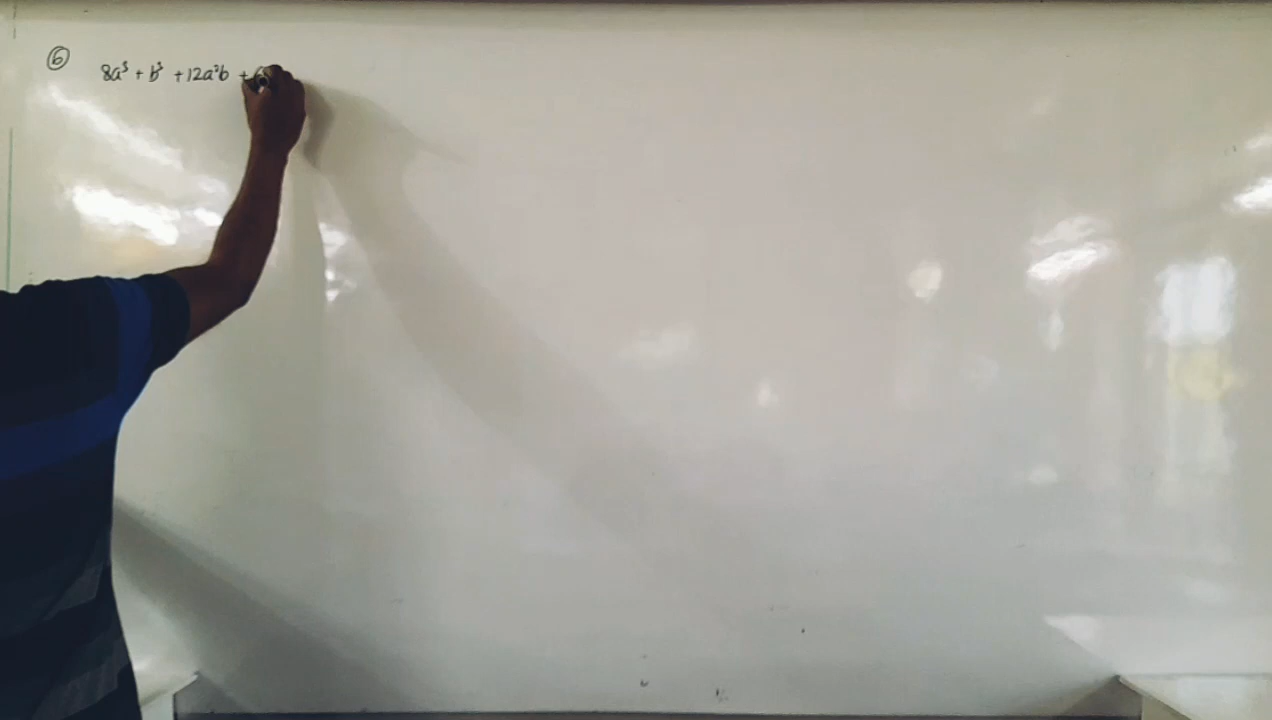 ⑥ 8a³ + b³ + 12a²b +